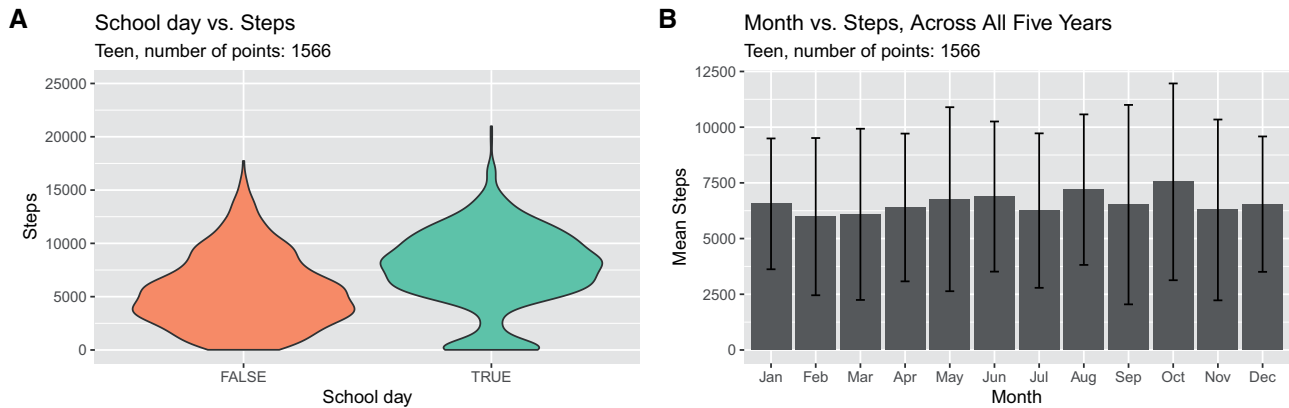 A
School day vs. Steps
Teen, number of points: 1566
Steps
25000
20000
15000
10000
5000
0
FALSE TRUE
School day
B
Month vs. Steps, Across All Five Years
Teen, number of points: 1566
Mean Steps
12500
10000
7500
5000
2500
0
Jan Feb Mar Apr May Jun Jul Aug Sep Oct Nov Dec
Month